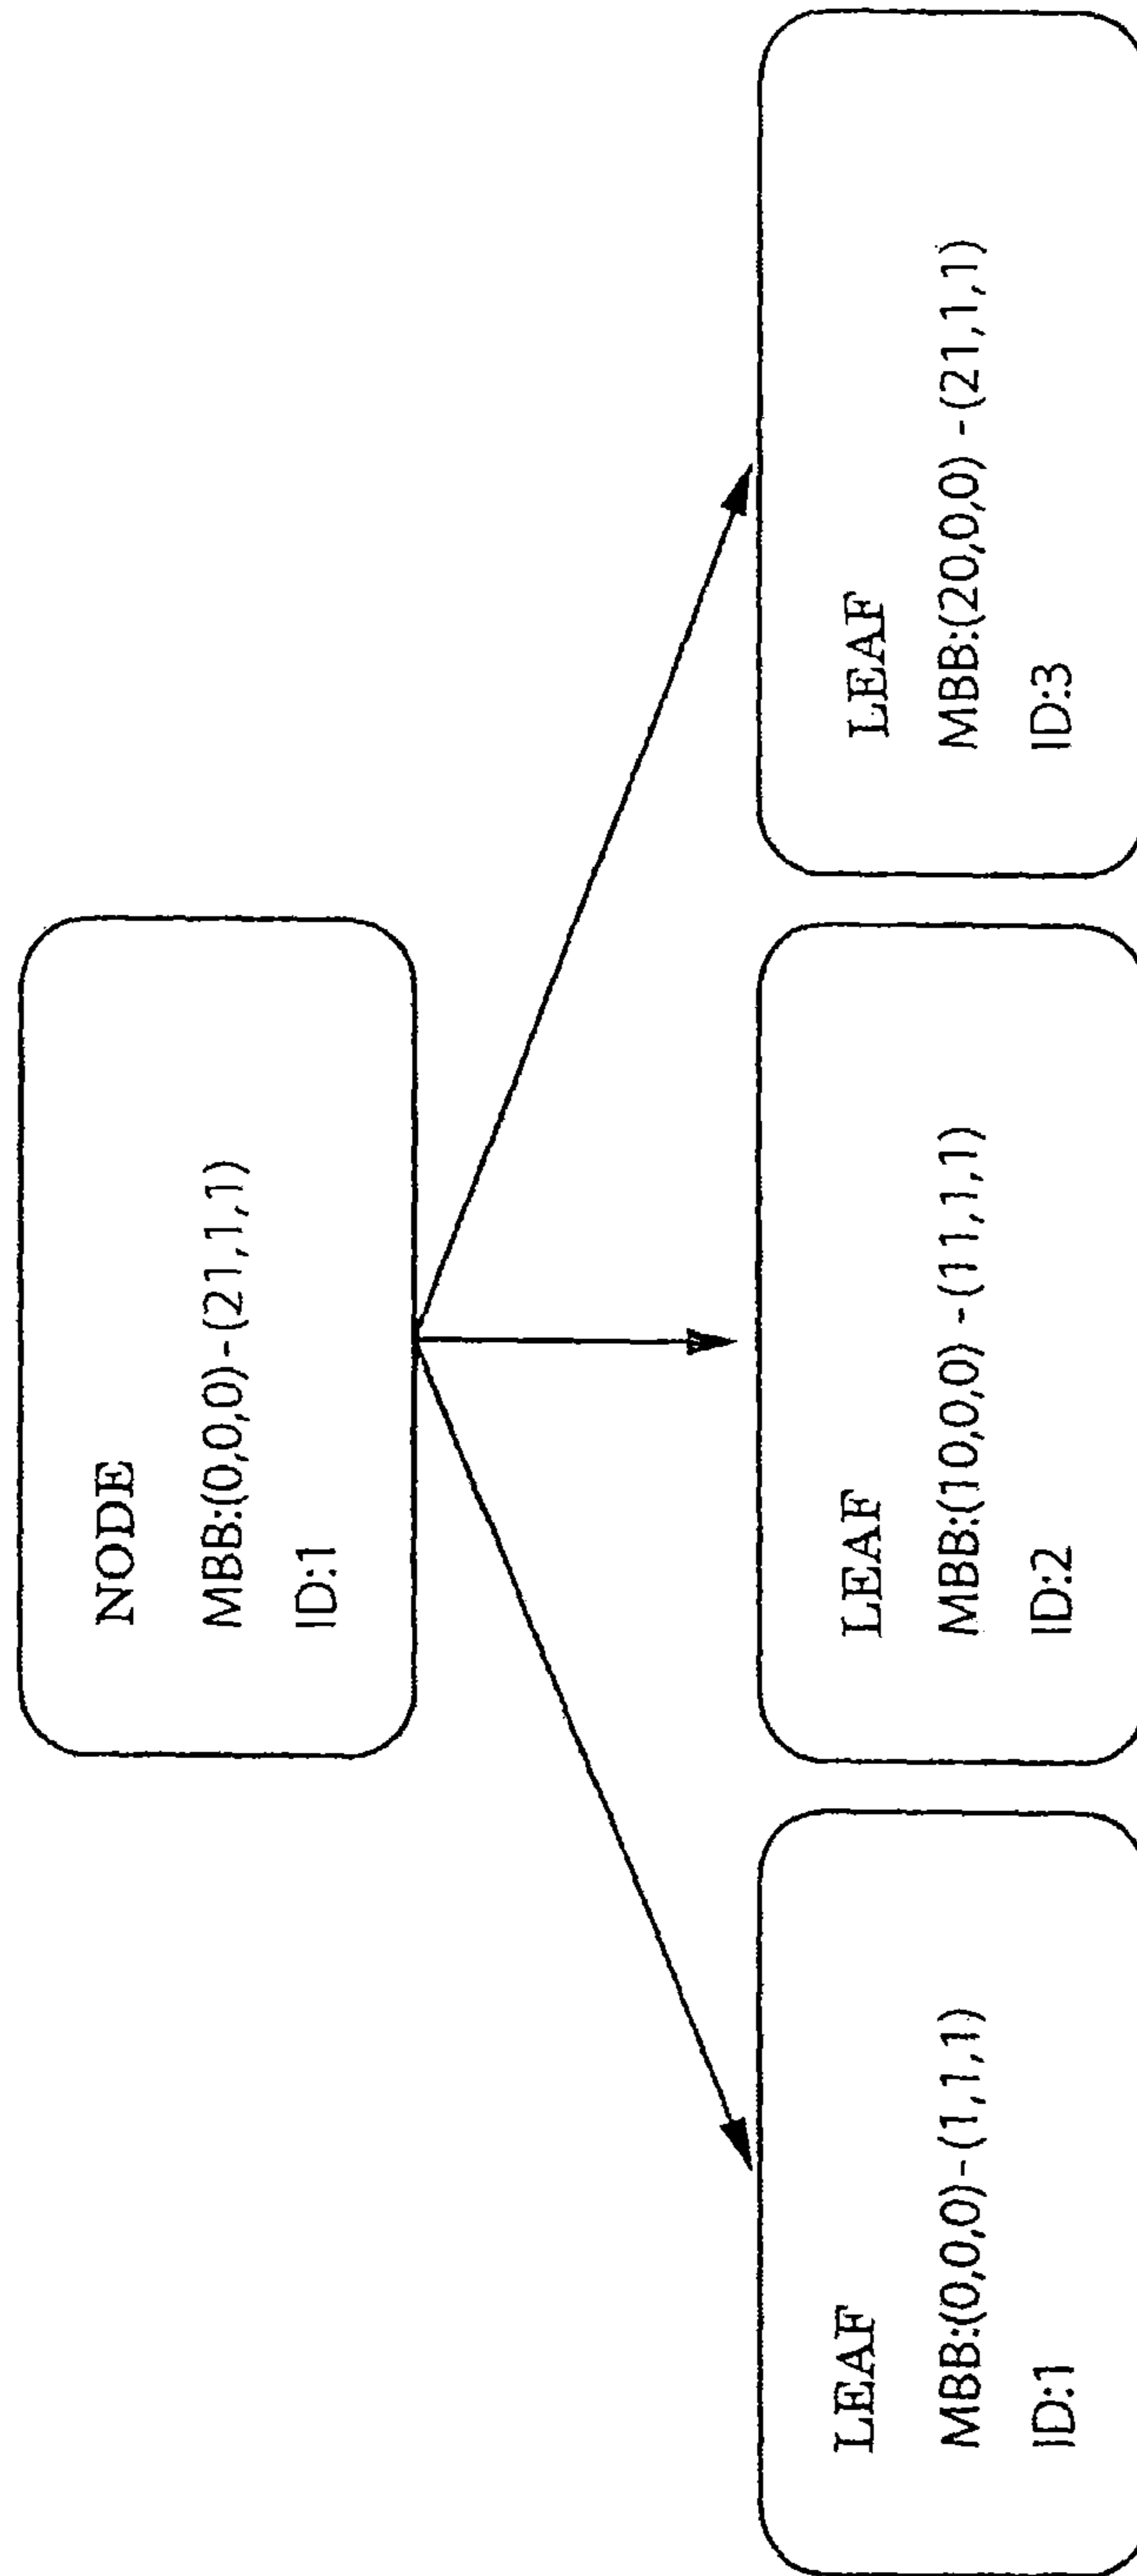 NODE
MBB:(0,0,0)-(21,1,1)
ID:1
LEAF
MBB:(0,0,0)-(1,1,1)
ID:1
LEAF
MBB:(10,0,0) -(11,1,1)
ID:2
LEAF
MBB:(20,0,0) -(21,1,1)
ID:3